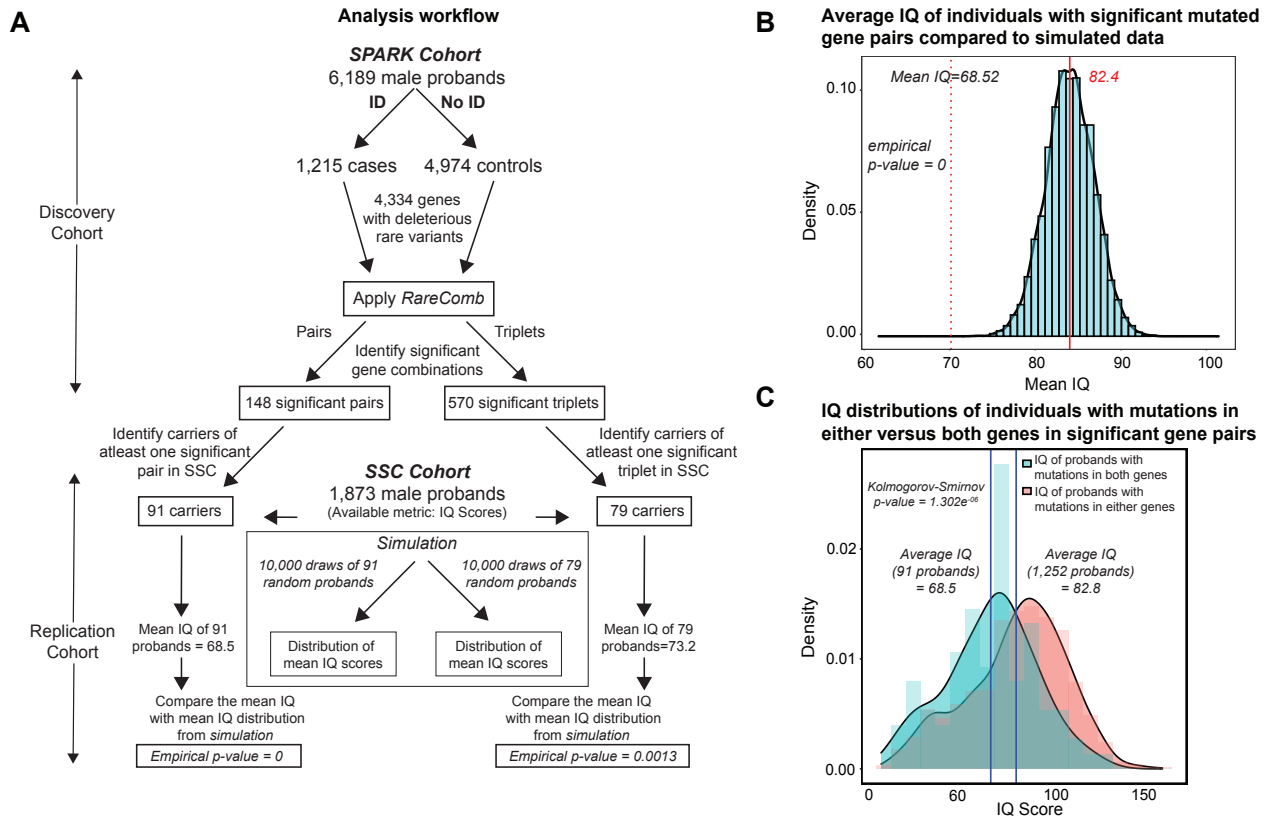 A
Analysis workflow
SPARK Cohort
6,189 male probands
ID
No ID
1,215 cases
4,974 controls
4,334 genes
with deleterious
rare variants
Discovery
Cohort
Apply RareComb
Pairs
Triplets
Identify significant
gene combinations
148 significant pairs
570 significant triplets
Identify carriers of
atleast one significant
pair in SSC
Identify carriers of
atleast one significant
triplet in SSC
SSC Cohort
1,873 male probands
(Available metric: IQ Scores)
91 carriers
79 carriers
Simulation
10,000 draws of 91
random probands
10,000 draws of 79
random probands
Replication
Cohort
Mean IQ of 91
probands = 68.5
Distribution of
mean IQ scores
Distribution of
mean IQ scores
Mean IQ of 79
probands=73.2
Compare the mean IQ
with mean IQ distribution
from simulation
Compare the mean IQ
with mean IQ distribution
from simulation
Empirical p-value = 0
Empirical p-value = 0.0013
B
Average IQ of individuals with significant mutated
gene pairs compared to simulated data
Mean IQ=68.52
82.4
empirical
p-value = 0
Density
0.10
0.05
0.00
60
70
80
90
100
Mean IQ
C
IQ distributions of individuals with mutations in
either versus both genes in significant gene pairs
IQ of probands with
mutations in both genes
IQ of probands with
mutations in either genes
Kolmogorov-Smirnov
p-value = 1.302e-06
Average IQ
(91 probands)
= 68.5
Average IQ
(1,252 probands)
= 82.8
Density
0.02
0.01
0.00
0
60
100
150
IQ Score